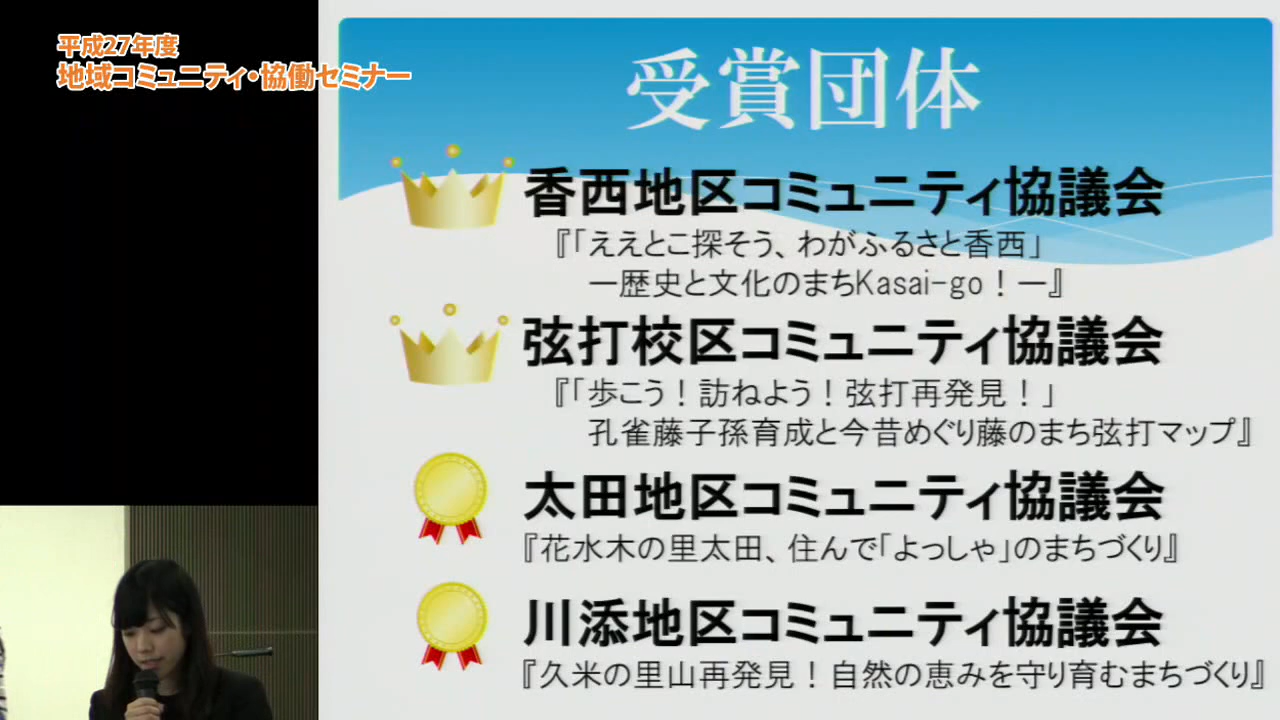 平成27年度
地域コミュニティ・協働セミナー
受賞団体
香西地区コミュニティ協議会
『「ええとこ探そう、わがふるさと香西」
ー歴史と文化のまちKasai-go！ー』
弦打校区コミュニティ協議会
『「歩こう！訪ねよう！弦打再発見！」
孔雀藤子孫育成と今昔めぐり藤のまち弦打マップ』
太田地区コミュニティ協議会
『花水木の里太田、住んで「よっしゃ」のまちづくり』
川添地区コミュニティ協議会
『久米の里山再発見！自然の恵みを守り育むまちづくり』